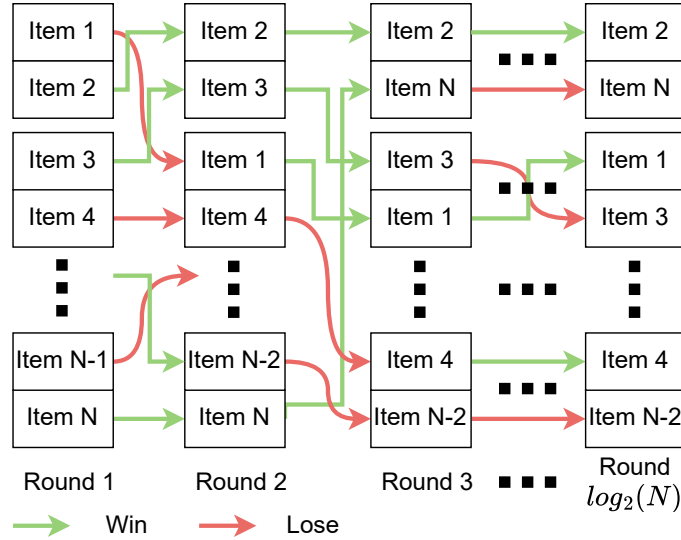 Item 1 Item 2 Item 2 Item 2
Item 2 Item 3 Item N Item N
Item 3 Item 1 Item 3 Item 1
Item 4 Item 4 Item 1 Item 3
Item N-1 Item N-2 Item 4 Item 4
Item N Item N Item N-2 Item N-2
Round 1 Round 2 Round 3 Round
log₂(N)
Win Lose